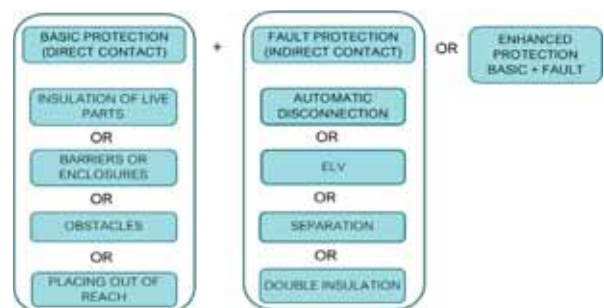 BASIC PROTECTION
(DIRECT CONTACT)
INSULATION OF LIVE
PARTS
OR
BARRIERS OR
ENCLOSURES
OR
OBSTACLES
OR
PLACING OUT OF
REACH
+
FAULT PROTECTION
(INDIRECT CONTACT)
AUTOMATIC
DISCONNECTION
OR
ELV
OR
SEPARATION
OR
DOUBLE INSULATION
OR
ENHANCED
PROTECTION
BASIC + FAULT